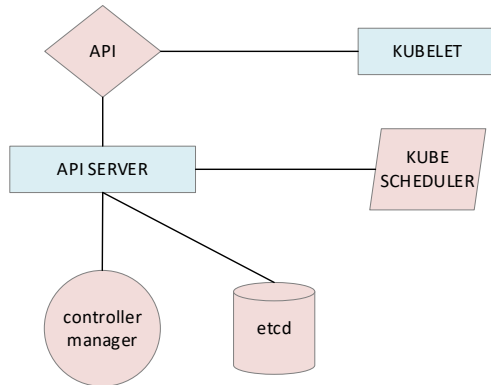 API
KUBELET
API SERVER
KUBE
SCHEDULER
controller
manager
etcd